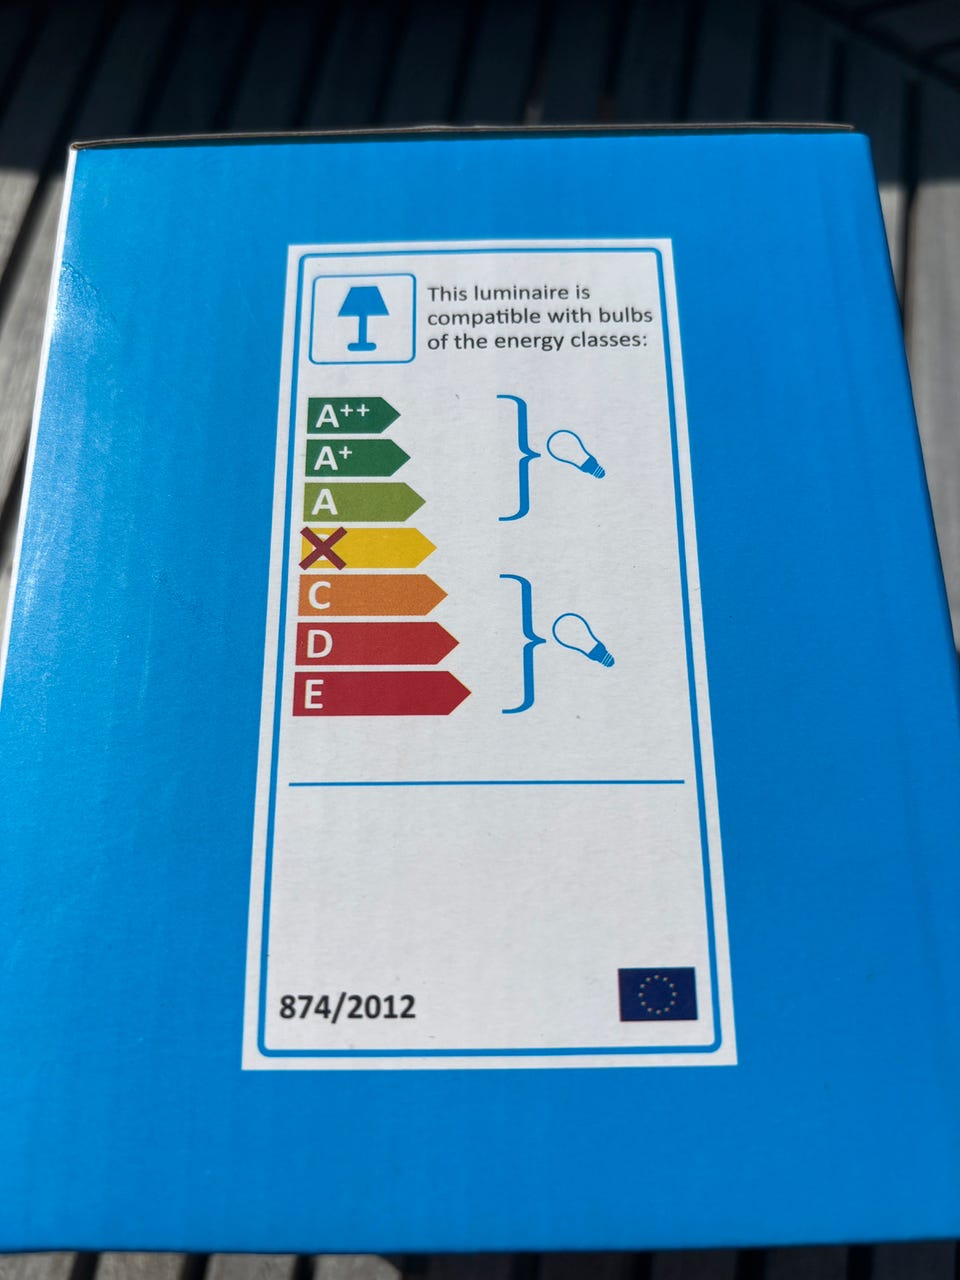 This luminaire is
compatible with bulbs
of the energy classes:
A++
A+
A
C
D
E
874/2012